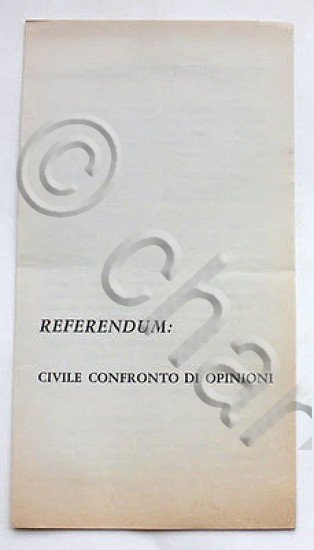 REFERENDUM:
CIVILE CONFRONTO DI OPINIONI
© char